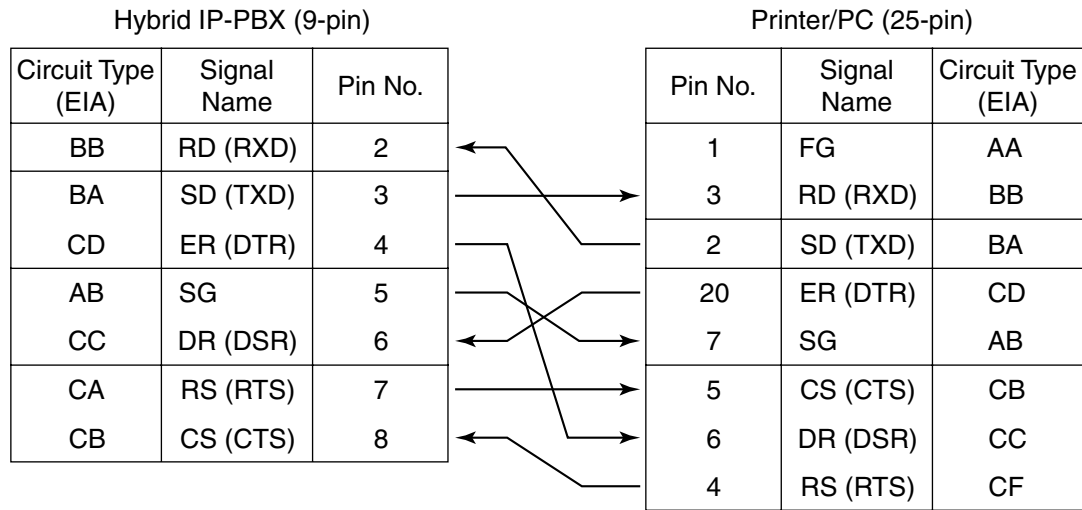 Hybrid IP-PBX (9-pin)
Circuit Type (EIA) Signal Name Pin No.
BB RD (RXD) 2
BA SD (TXD) 3
CD ER (DTR) 4
AB SG 5
CC DR (DSR) 6
CA RS (RTS) 7
CB CS (CTS) 8
Printer/PC (25-pin)
Pin No. Signal Name Circuit Type (EIA)
1 FG AA
3 RD (RXD) BB
2 SD (TXD) BA
20 ER (DTR) CD
7 SG AB
5 CS (CTS) CB
6 DR (DSR) CC
4 RS (RTS) CF